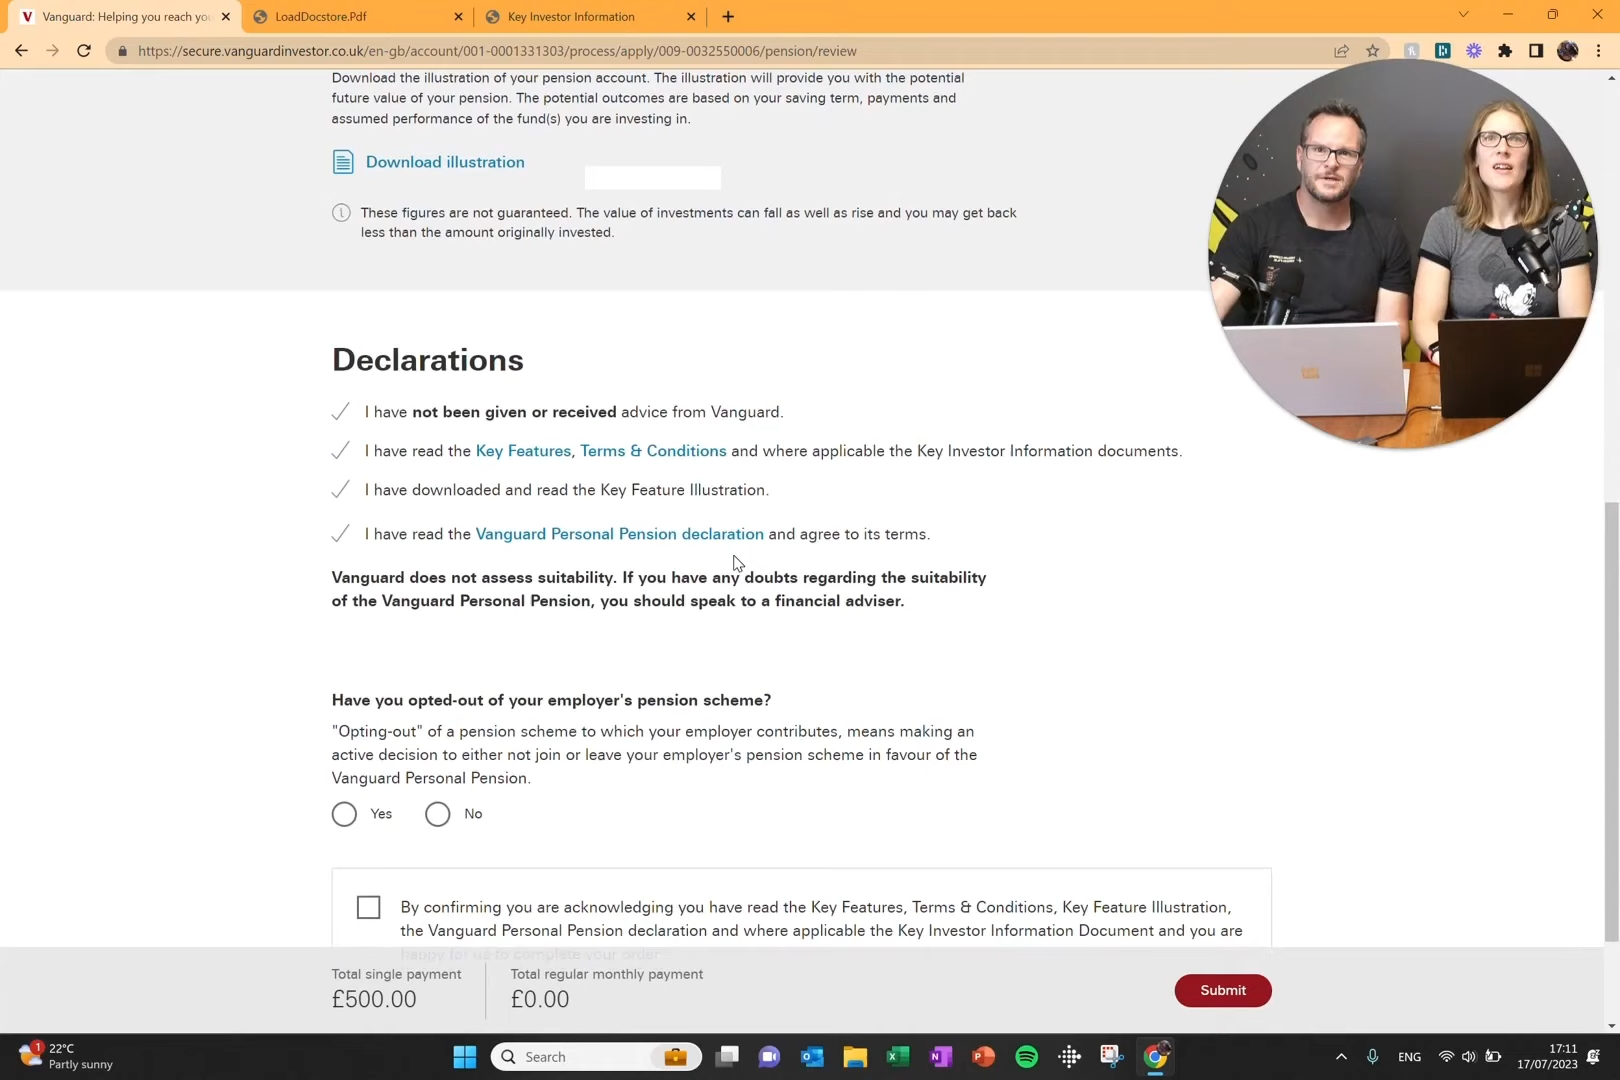 Vanguard: Helping you reach yo
LoadDocstore.Pdf
Key Investor Information
https://secure.vanguardinvestor.co.uk/en-gb/account/001-0001331303/process/apply/009-0032550006/pension/review
Download the illustration of your pension account. The illustration will provide you with the potential
future value of your pension. The potential outcomes are based on your saving term, payments and
assumed performance of the fund(s) you are investing in.
Download illustration
These figures are not guaranteed. The value of investments can fall as well as rise and you may get back
less than the amount originally invested.
Declarations
I have not been given or received advice from Vanguard.
I have read the Key Features, Terms & Conditions and where applicable the Key Investor Information documents.
I have downloaded and read the Key Feature Illustration.
I have read the Vanguard Personal Pension declaration and agree to its terms.
Vanguard does not assess suitability. If you have any doubts regarding the suitability
of the Vanguard Personal Pension, you should speak to a financial adviser.
Have you opted-out of your employer's pension scheme?
"Opting-out" of a pension scheme to which your employer contributes, means making an
active decision to either not join or leave your employer's pension scheme in favour of the
Vanguard Personal Pension.
Yes No
By confirming you are acknowledging you have read the Key Features, Terms & Conditions, Key Feature Illustration,
the Vanguard Personal Pension declaration and where applicable the Key Investor Information Document and you are
happy for us to complete your order
Total single payment
£500.00
Total regular monthly payment
£0.00
Submit
1
22°C
Partly sunny
Search
ENG
17:11
17/07/2023